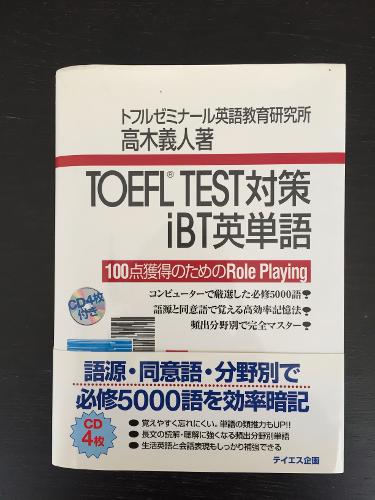 トフルゼミナール英語教育研究所
高木義人著
TOEFL® TEST対策
iBT英単語
100点獲得のためのRole Playing
コンピューターで厳選した必修5000語!
語源と同意語で覚える高効率記憶法!
頻出分野別で完全マスター!
CD4枚
付き
語源・同意語・分野別で
必修5000語を効率暗記
CD
4枚
●覚えやすく忘れにくい。単語の類推力もUP!!
●長文の読解・聴解に強くなる頻出分野別単語
●生活英語と会話表現もしっかり補強できる
テイエス企画